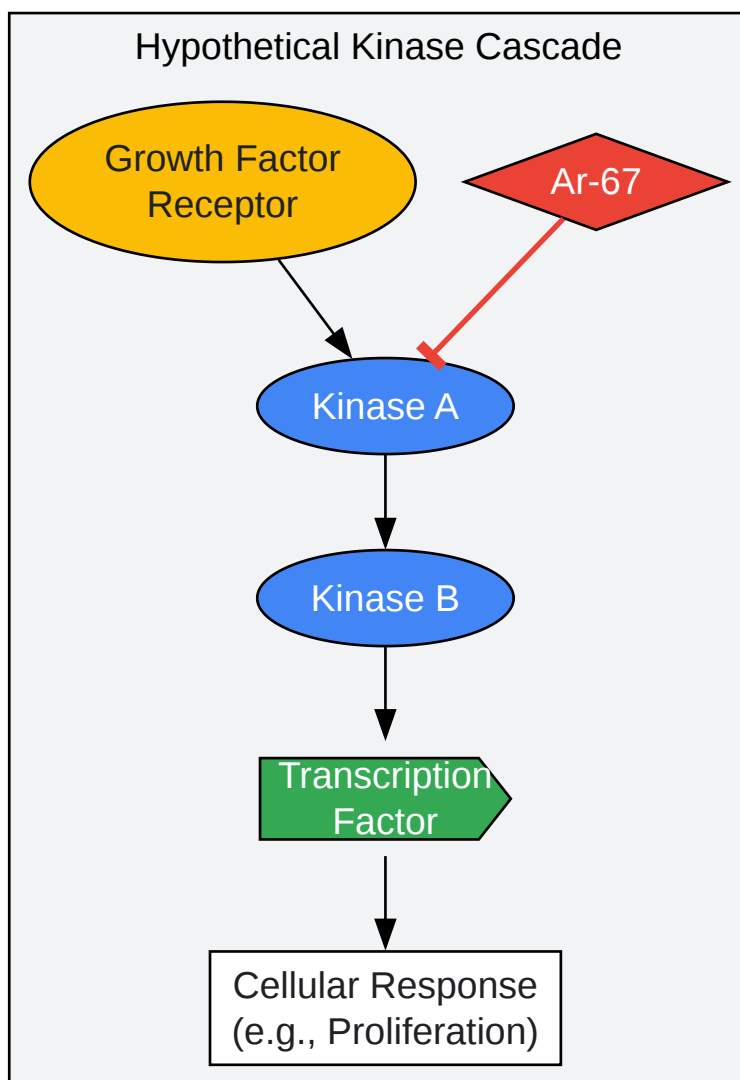 Hypothetical Kinase Cascade
Growth Factor
Receptor
Ar-67
Kinase A
Kinase B
Transcription
Factor
Cellular Response
(e.g., Proliferation)